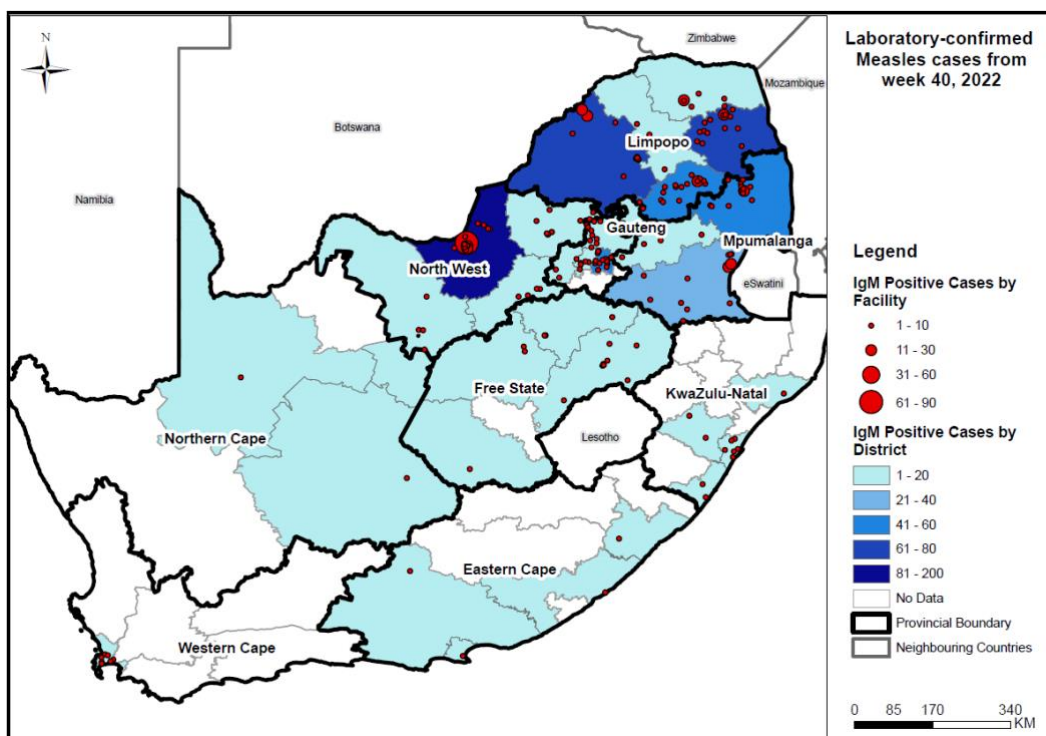 N
Zimbabwe
Mozambique
Botswana
Namibia
Limpopo
Gauteng
Mpumalanga
North West
eSwatini
Free State
KwaZulu-Natal
Northern Cape
Lesotho
Eastern Cape
Western Cape
Laboratory-confirmed
Measles cases from
week 40, 2022
Legend
IgM Positive Cases by
Facility
1 - 10
11 - 30
31 - 60
61 - 90
IgM Positive Cases by
District
1 - 20
21 - 40
41 - 60
61 - 80
81 - 200
No Data
Provincial Boundary
Neighbouring Countries
0 85 170 340
KM